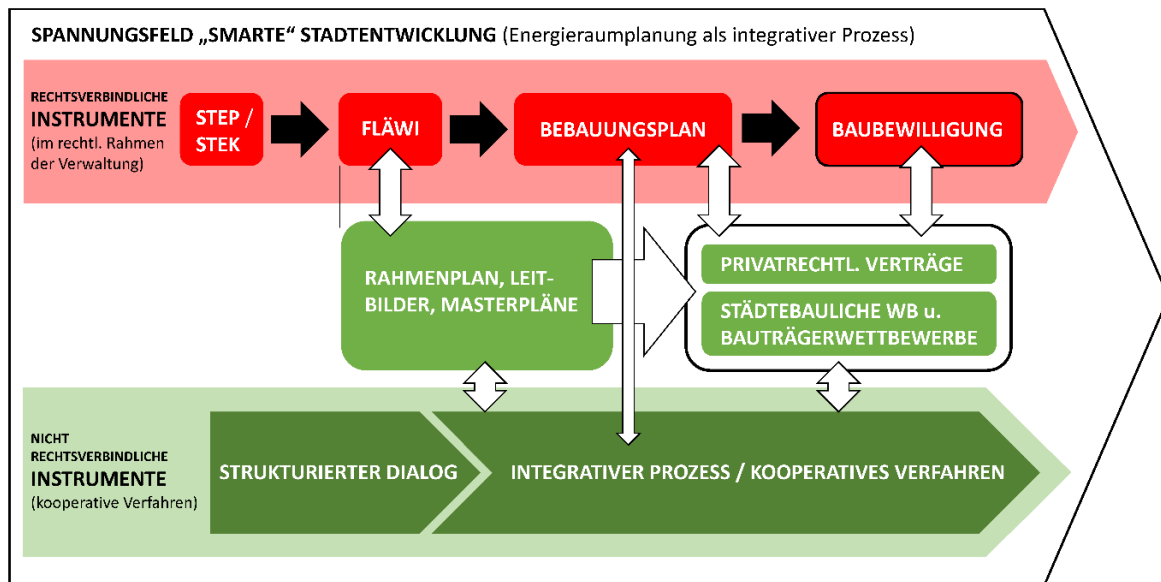 SPANNUNGSFELD „SMARTE“ STADTENTWICKLUNG (Energieraumplanung als integrativer Prozess)
RECHTSVERBINDLICHE
INSTRUMENTE
(im rechtl. Rahmen
der Verwaltung)
STEP /
STEK
FLÄWI
BEBAUUNGSPLAN
BAUBEWILLIGUNG
RAHMENPLAN, LEIT-
BILDER, MASTERPLÄNE
PRIVATRECHTL. VERTRÄGE
STÄDTEBAULICHE WB u.
BAUTRÄGERWETTBEWERBE
NICHT
RECHTSVERBINDLICHE
INSTRUMENTE
(kooperative Verfahren)
STRUKTURIERTER DIALOG
INTEGRATIVER PROZESS / KOOPERATIVES VERFAHREN